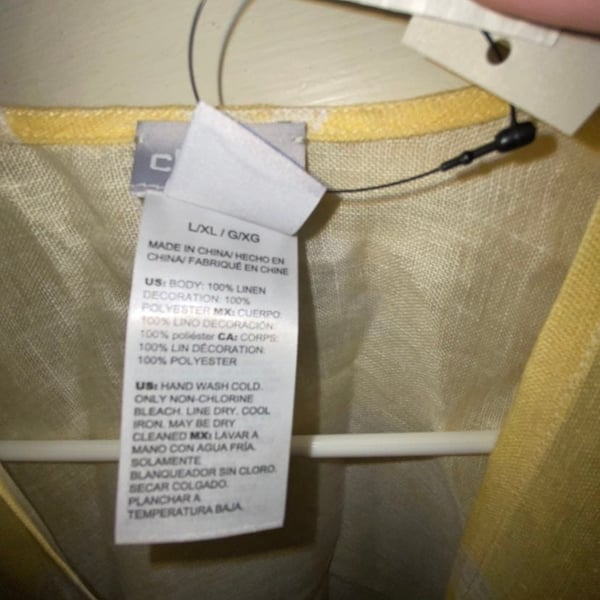 L/XL / G/XG
MADE IN CHINA/ HECHO EN
CHINA/ FABRIQUÉ EN CHINE
US: BODY: 100% LINEN
DECORATION: 100%
POLYESTER MX: CUERPO:
100% LINO DECORACIÓN:
100% poliéster CA: CORPS:
100% LIN DÉCORATION:
100% POLYESTER
US: HAND WASH COLD.
ONLY NON-CHLORINE
BLEACH. LINE DRY. COOL
IRON. MAY BE DRY
CLEANED MX: LAVAR A
MANO CON AGUA FRÍA.
SOLAMENTE
BLANQUEADOR SIN CLORO.
SECAR COLGADO.
PLANCHAR A
TEMPERATURA BAJA.